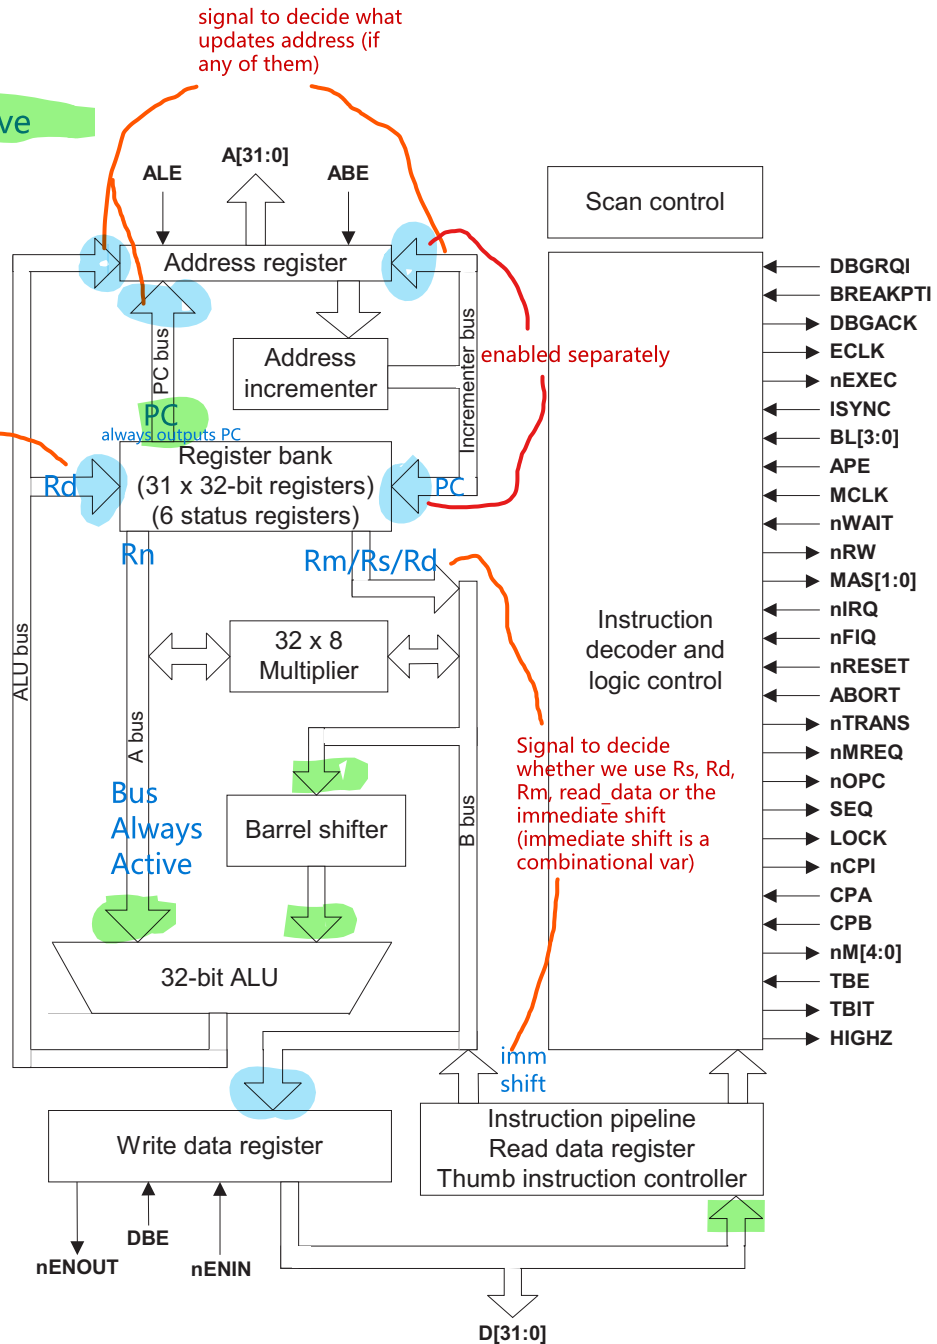 signal to decide what
updates address (if
any of them)
ve
A[31:0]
ALE
ABE
Scan control
Address register
DBGRQI
BREAKPTI
DBGACK
ECLK
nEXEC
ISYNC
BL[3:0]
APE
MCLK
nWAIT
nRW
MAS[1:0]
nIRQ
nFIQ
nRESET
ABORT
nTRANS
nMREQ
nOPC
SEQ
LOCK
nCPI
CPA
CPB
nM[4:0]
TBE
TBIT
HIGHZ
PC bus
Address
incrementer
Incrementer bus
enabled separately
PC
always outputs PC
Register bank
(31 x 32-bit registers)
(6 status registers)
Rd
PC
Rn
Rm/Rs/Rd
Instruction
decoder and
logic control
32 x 8
Multiplier
ALU bus
A bus
B bus
Signal to decide
whether we use Rs, Rd,
Rm, read_data or the
immediate shift
(immediate shift is a
combinational var)
Bus
Always
Active
Barrel shifter
32-bit ALU
imm
shift
Write data register
Instruction pipeline
Read data register
Thumb instruction controller
nENOUT
DBE
nENIN
D[31:0]